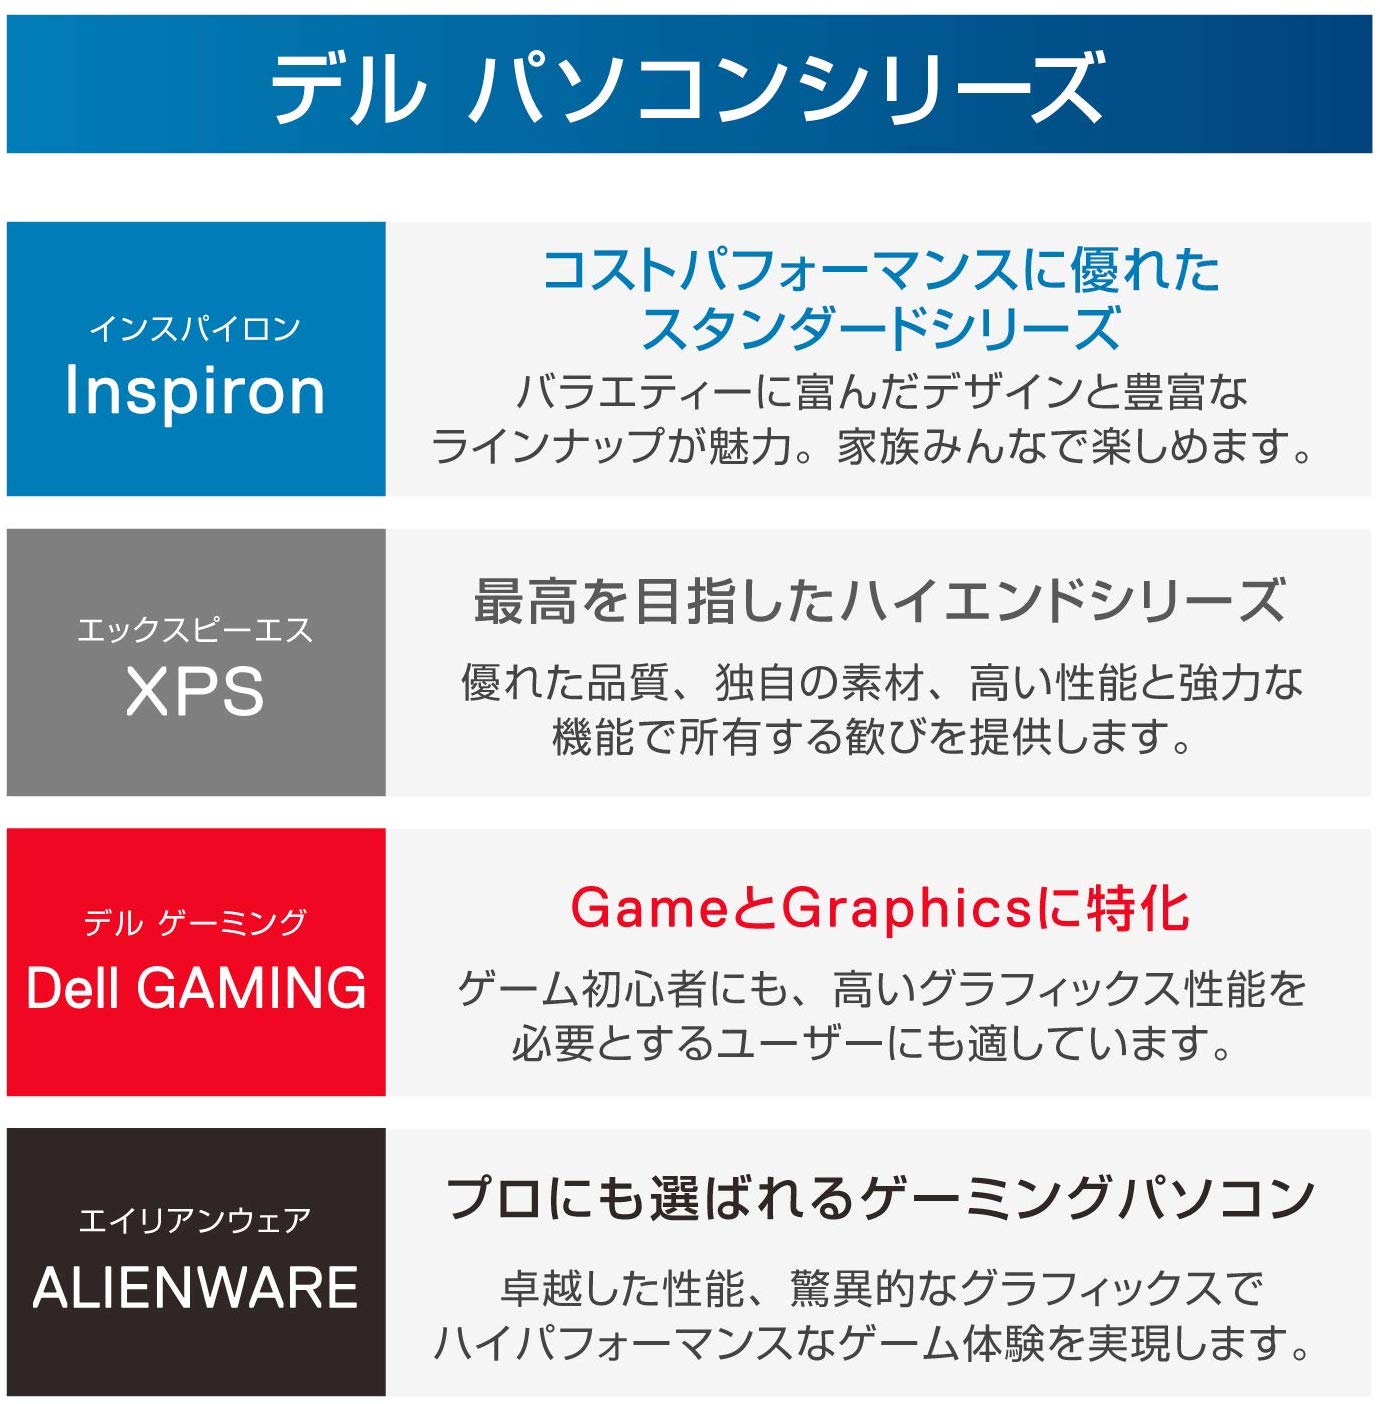 デル パソコンシリーズ
インスパイロン
Inspiron
コストパフォーマンスに優れた
スタンダードシリーズ
バラエティーに富んだデザインと豊富な
ラインナップが魅力。家族みんなで楽しめます。
エックスピーエス
XPS
最高を目指したハイエンドシリーズ
優れた品質、独自の素材、高い性能と強力な
機能で所有する歓びを提供します。
デル ゲーミング
Dell GAMING
GameとGraphicsに特化
ゲーム初心者にも、高いグラフィックス性能を
必要とするユーザーにも適しています。
エイリアンウェア
ALIENWARE
プロにも選ばれるゲーミングパソコン
卓越した性能、驚異的なグラフィックスで
ハイパフォーマンスなゲーム体験を実現します。